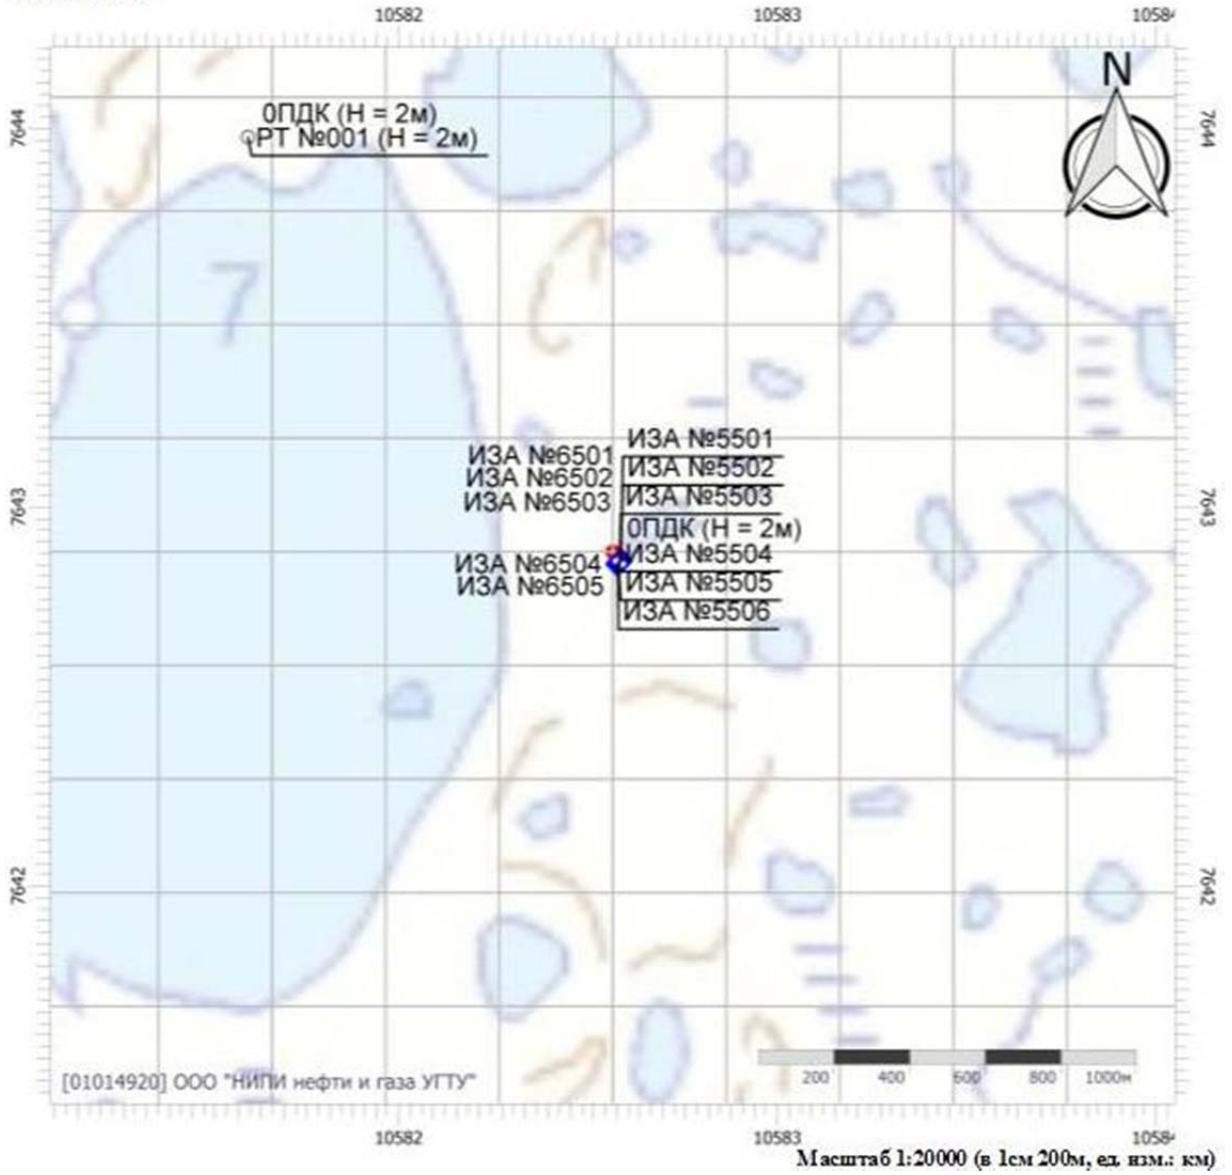 10582 10583 1058
N
7644 7644
0ПДК (Н = 2м)
РТ №001 (Н = 2м)
7
ИЗА №6501
ИЗА №6502
ИЗА №6503
ИЗА №5501
ИЗА №5502
ИЗА №5503
7643 7643
0ПДК (Н = 2м)
ИЗА №6504
ИЗА №6505
ИЗА №5504
ИЗА №5505
ИЗА №5506
7642 7642
200 400 600 800 1000м
[01014920] ООО "НИПИ нефти и газа УГТУ"
10582 10583 1058
Масштаб 1:20000 (в 1см 200м, ед. изм.: км)